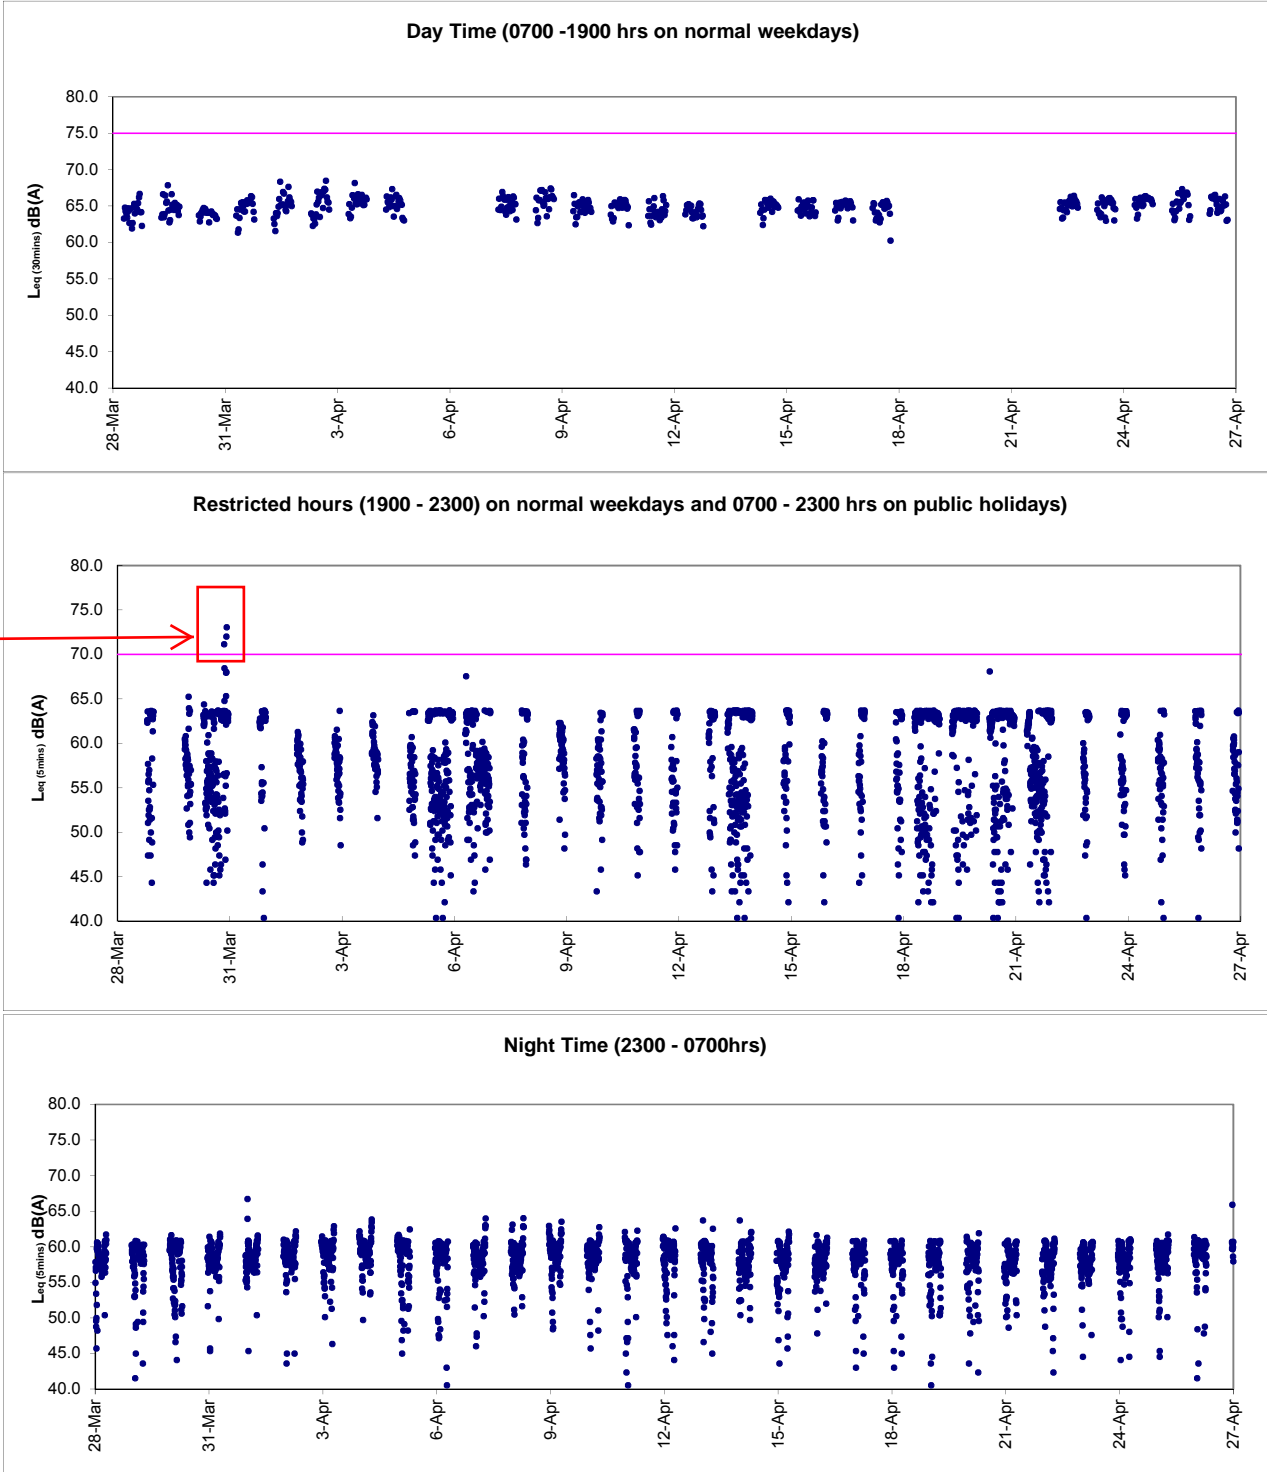 Day Time (0700 -1900 hrs on normal weekdays)
80.0
75.0
70.0
65.0
60.0
55.0
50.0
45.0
40.0
Leq (30mins) dB(A)
28-Mar
31-Mar
3-Apr
6-Apr
9-Apr
12-Apr
15-Apr
18-Apr
21-Apr
24-Apr
27-Apr
Restricted hours (1900 - 2300) on normal weekdays and 0700 - 2300 hrs on public holidays)
80.0
75.0
70.0
65.0
60.0
55.0
50.0
45.0
40.0
Leq (5mins) dB(A)
28-Mar
31-Mar
3-Apr
6-Apr
9-Apr
12-Apr
15-Apr
18-Apr
21-Apr
24-Apr
27-Apr
Night Time (2300 - 0700hrs)
80.0
75.0
70.0
65.0
60.0
55.0
50.0
45.0
40.0
Leq (5mins) dB(A)
28-Mar
31-Mar
3-Apr
6-Apr
9-Apr
12-Apr
15-Apr
18-Apr
21-Apr
24-Apr
27-Apr